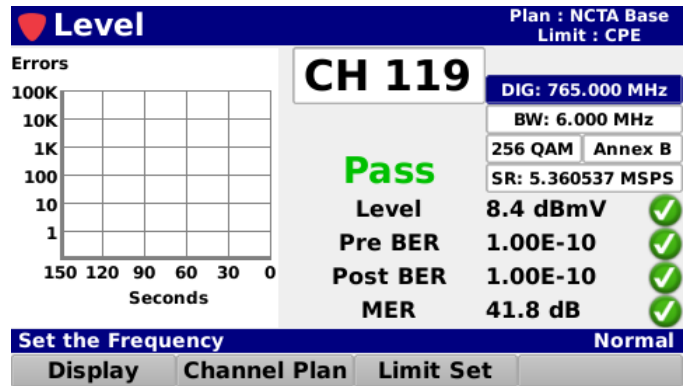 Level
Plan : NCTA Base
Limit : CPE
Errors
100K
10K
1K
100
10
1
150 120 90 60 30 0
Seconds
CH 119
DIG: 765.000 MHz
BW: 6.000 MHz
256 QAM Annex B
SR: 5.360537 MSPS
Pass
Level 8.4 dBmV
Pre BER 1.00E-10
Post BER 1.00E-10
MER 41.8 dB
Set the Frequency Normal
Display Channel Plan Limit Set